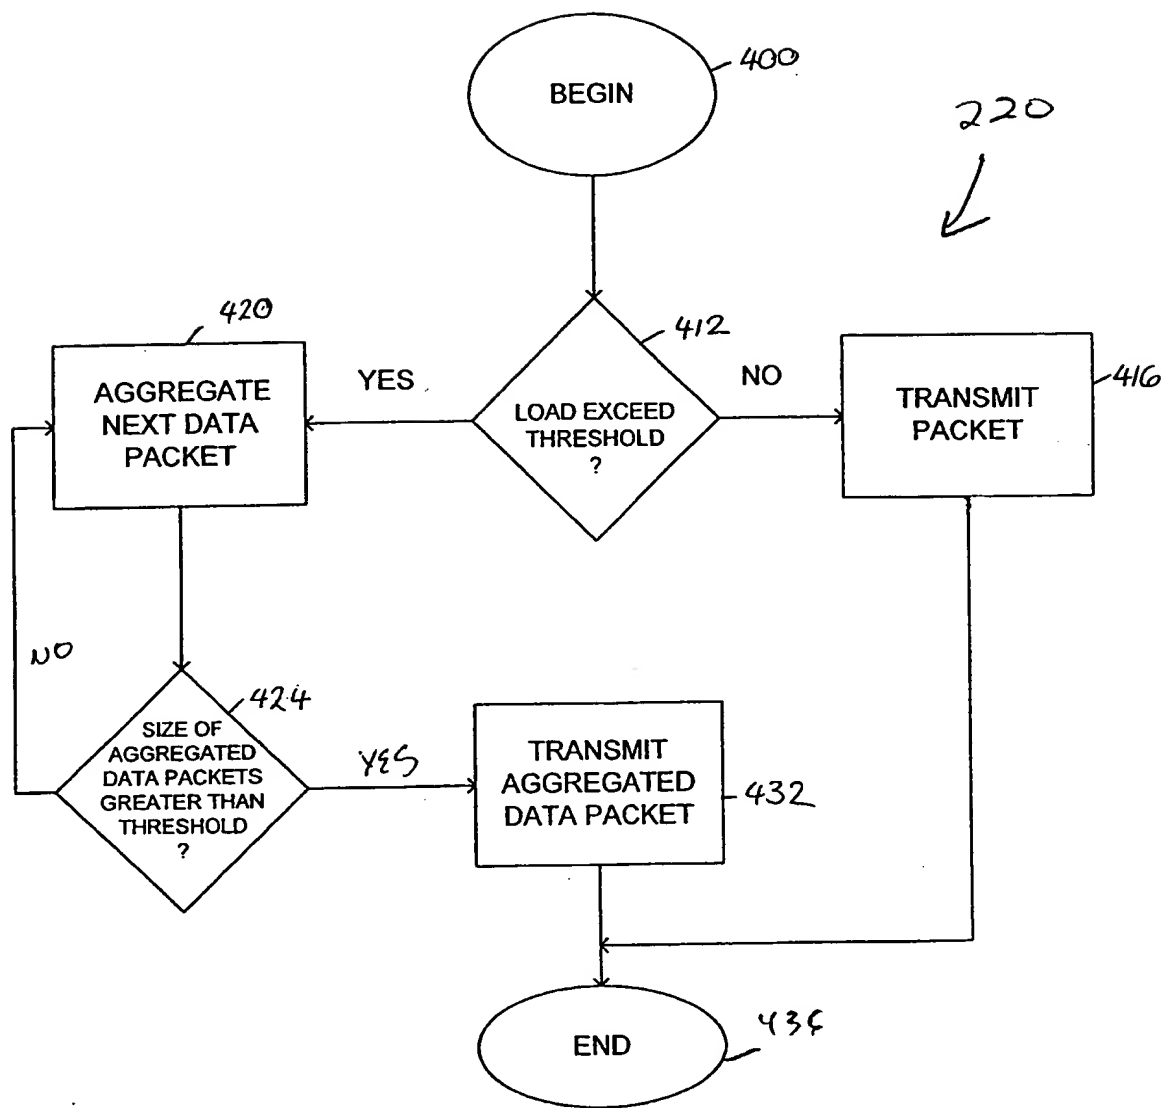 BEGIN
400
220
420
412
416
AGGREGATE
NEXT DATA
PACKET
YES
LOAD EXCEED
THRESHOLD
?
NO
TRANSMIT
PACKET
NO
424
SIZE OF
AGGREGATED
DATA PACKETS
GREATER THAN
THRESHOLD
?
YES
TRANSMIT
AGGREGATED
DATA PACKET
432
END